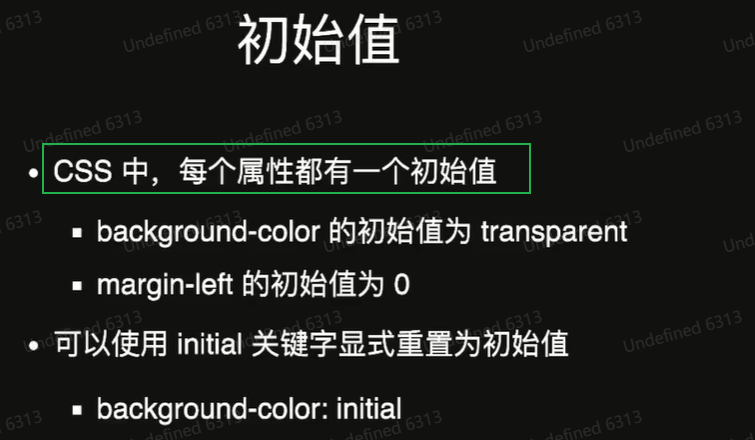 初始值
• CSS 中，每个属性都有一个初始值
▪ background-color 的初始值为 transparent
▪ margin-left 的初始值为 0
• 可以使用 initial 关键字显式重置为初始值
▪ background-color: initial
Undefined 6313